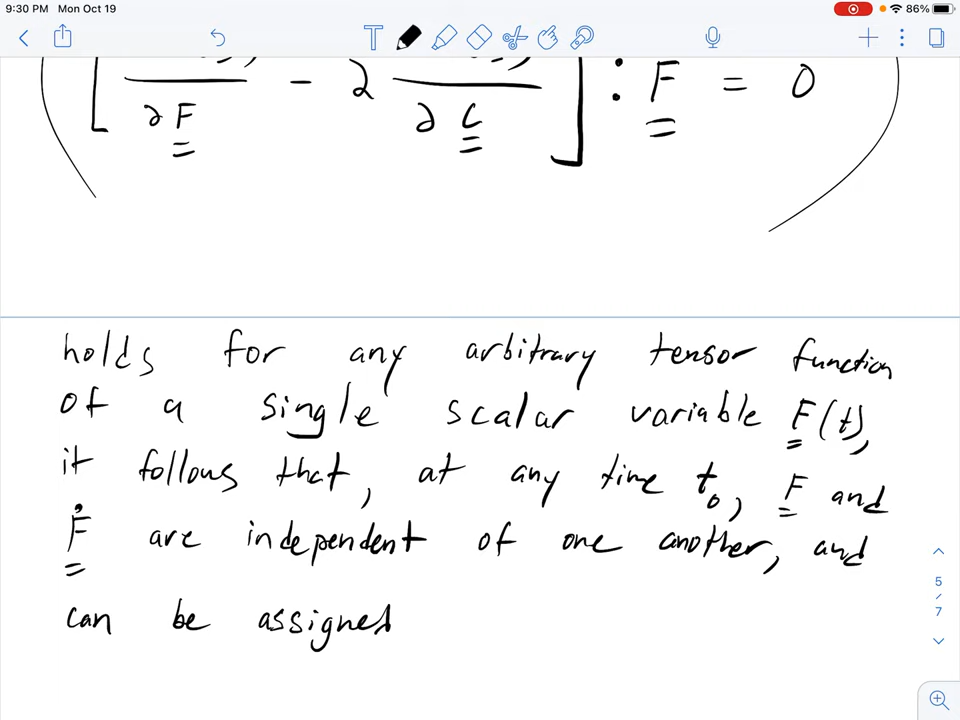 9:30 PM Mon Oct 19
86%
T
∂F - 2 ∂C : F = 0
holds for any arbitrary tensor function
of a single scalar variable F(t),
it follows that, at any time t₀, F and
Ḟ are independent of one another, and
can be assigned
5
/
7